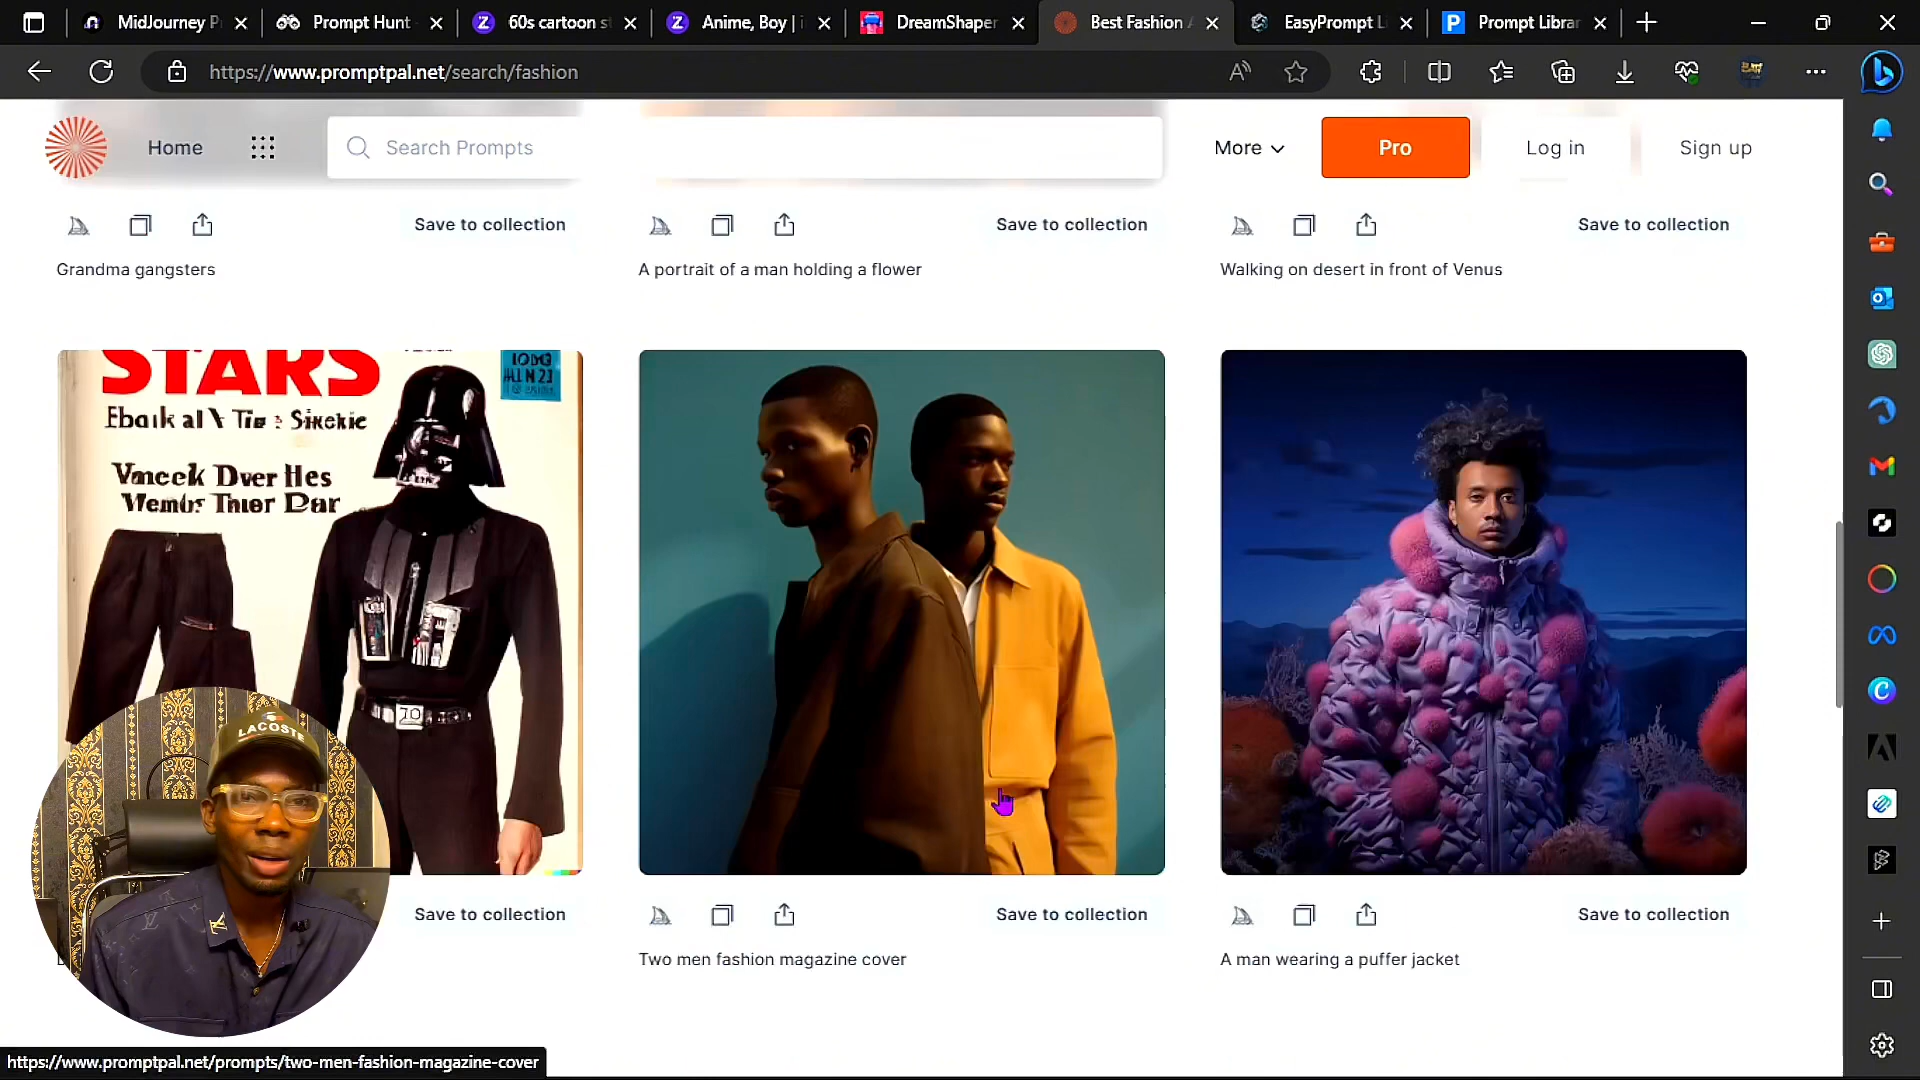 MidJourney P
Prompt Hunt
60s cartoon s
Anime, Boy | i
DreamShaper
Best Fashion A
EasyPrompt Li
Prompt Librar
https://www.promptpal.net/search/fashion
Home
Search Prompts
More
Pro
Log in
Sign up
Save to collection
Save to collection
Save to collection
Grandma gangsters
A portrait of a man holding a flower
Walking on desert in front of Venus
STARS
LACOSTE
Save to collection
Save to collection
Save to collection
Two men fashion magazine cover
A man wearing a puffer jacket
https://www.promptpal.net/prompts/two-men-fashion-magazine-cover